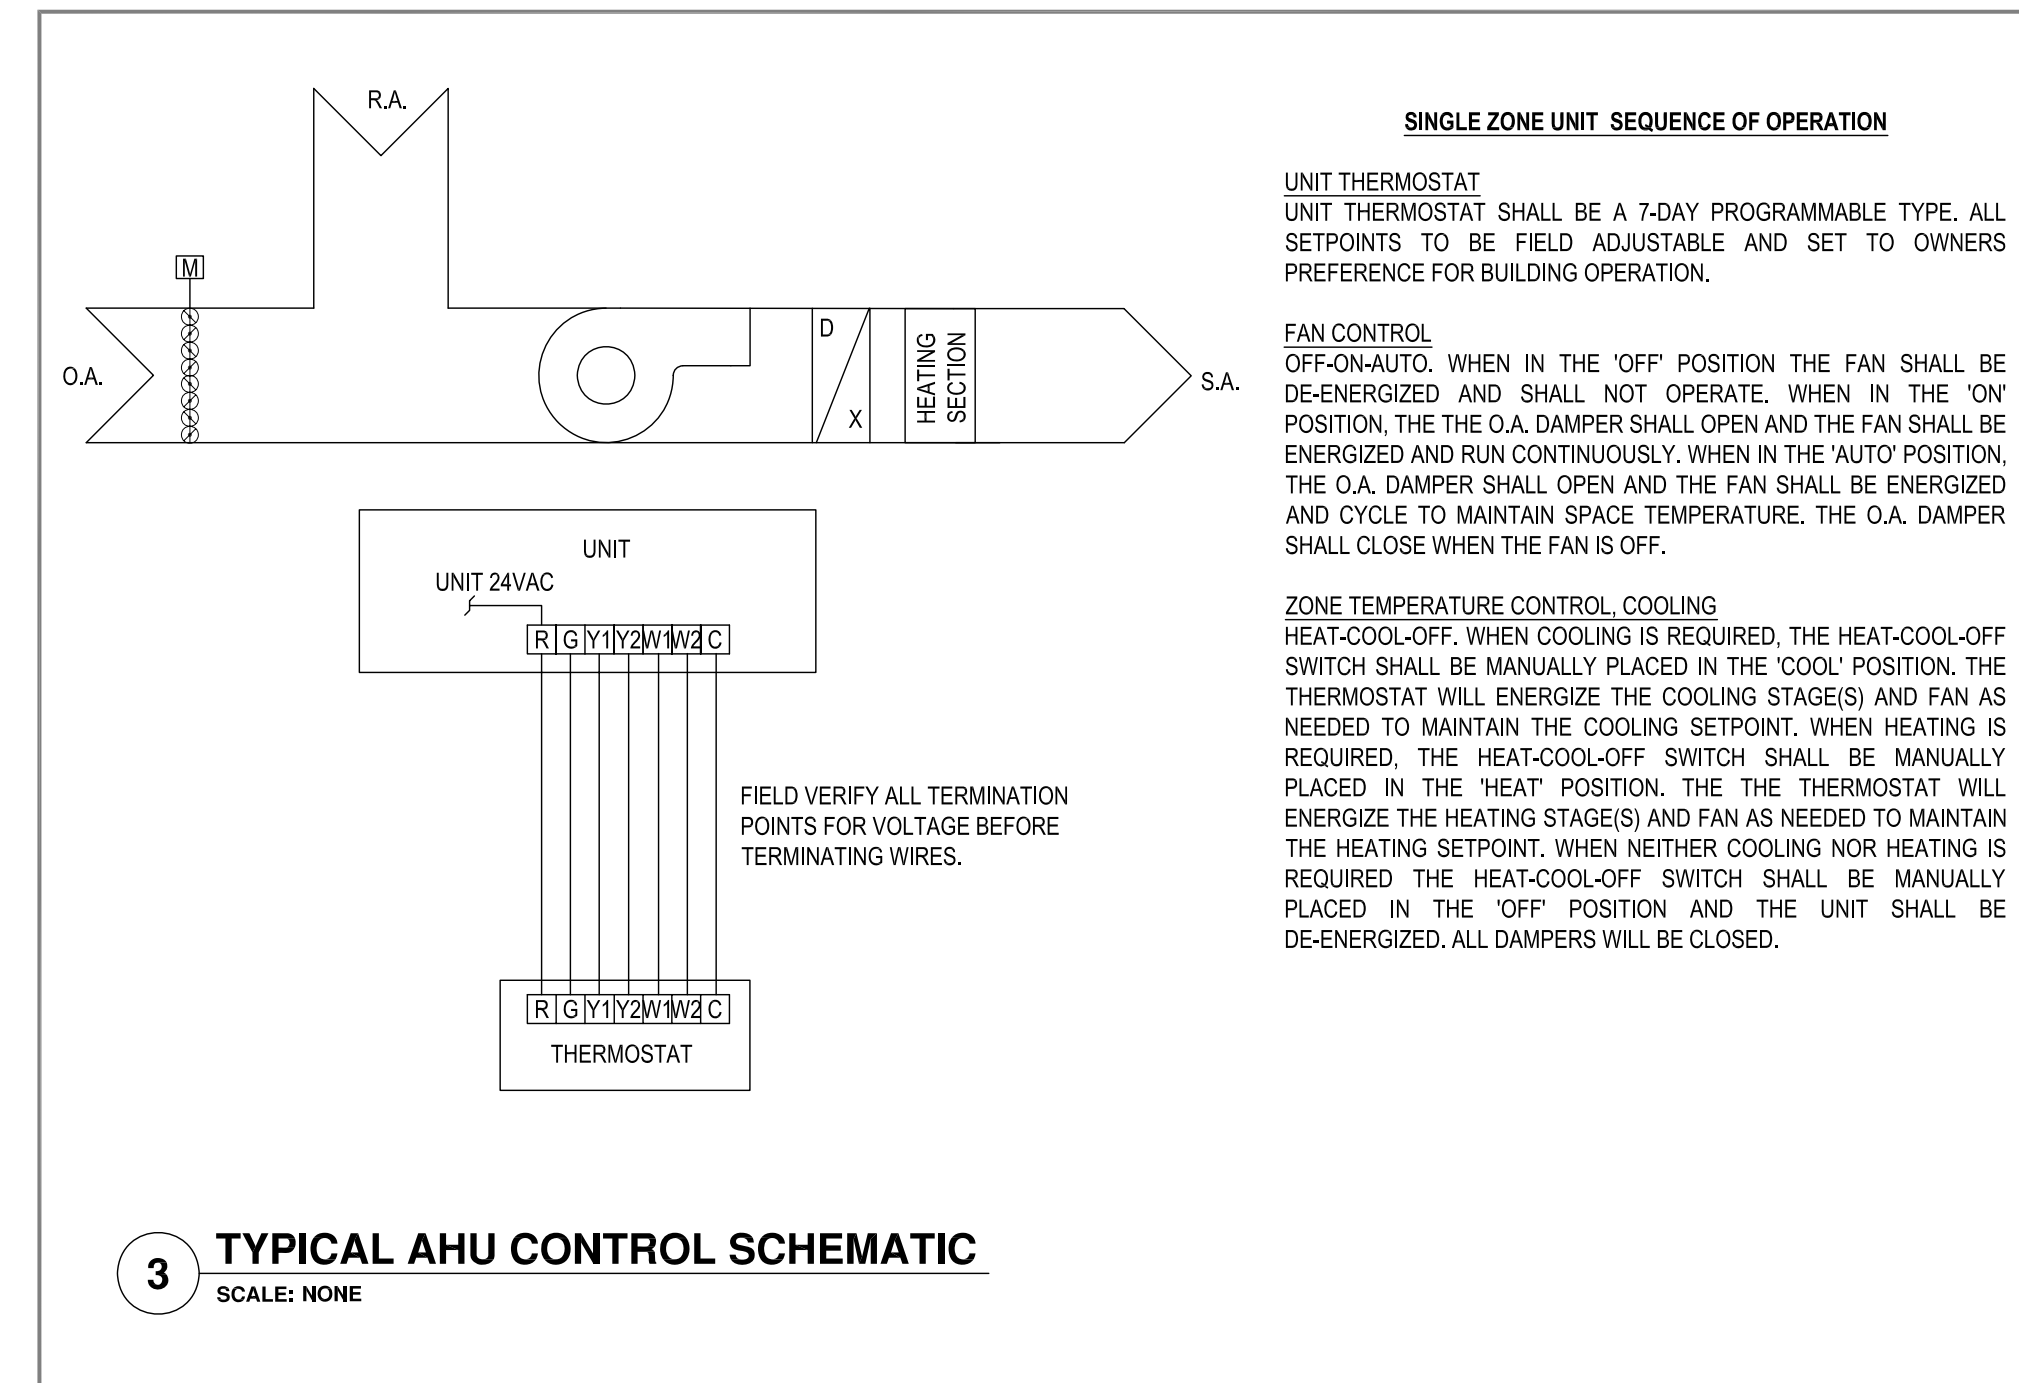 R.A.
M
O.A.
D
X
HEATING
SECTION
S.A.
UNIT
UNIT 24VAC
R G Y1 Y2 W1 W2 C
FIELD VERIFY ALL TERMINATION
POINTS FOR VOLTAGE BEFORE
TERMINATING WIRES.
R G Y1 Y2 W1 W2 C
THERMOSTAT
3
TYPICAL AHU CONTROL SCHEMATIC
SCALE: NONE
SINGLE ZONE UNIT SEQUENCE OF OPERATION
UNIT THERMOSTAT
UNIT THERMOSTAT SHALL BE A 7-DAY PROGRAMMABLE TYPE. ALL
SETPOINTS TO BE FIELD ADJUSTABLE AND SET TO OWNERS
PREFERENCE FOR BUILDING OPERATION.
FAN CONTROL
OFF-ON-AUTO. WHEN IN THE 'OFF' POSITION THE FAN SHALL BE
DE-ENERGIZED AND SHALL NOT OPERATE. WHEN IN THE 'ON'
POSITION, THE THE O.A. DAMPER SHALL OPEN AND THE FAN SHALL BE
ENERGIZED AND RUN CONTINUOUSLY. WHEN IN THE 'AUTO' POSITION,
THE O.A. DAMPER SHALL OPEN AND THE FAN SHALL BE ENERGIZED
AND CYCLE TO MAINTAIN SPACE TEMPERATURE. THE O.A. DAMPER
SHALL CLOSE WHEN THE FAN IS OFF.
ZONE TEMPERATURE CONTROL, COOLING
HEAT-COOL-OFF. WHEN COOLING IS REQUIRED, THE HEAT-COOL-OFF
SWITCH SHALL BE MANUALLY PLACED IN THE 'COOL' POSITION. THE
THERMOSTAT WILL ENERGIZE THE COOLING STAGE(S) AND FAN AS
NEEDED TO MAINTAIN THE COOLING SETPOINT. WHEN HEATING IS
REQUIRED, THE HEAT-COOL-OFF SWITCH SHALL BE MANUALLY
PLACED IN THE 'HEAT' POSITION. THE THE THERMOSTAT WILL
ENERGIZE THE HEATING STAGE(S) AND FAN AS NEEDED TO MAINTAIN
THE HEATING SETPOINT. WHEN NEITHER COOLING NOR HEATING IS
REQUIRED THE HEAT-COOL-OFF SWITCH SHALL BE MANUALLY
PLACED IN THE 'OFF' POSITION AND THE UNIT SHALL BE
DE-ENERGIZED. ALL DAMPERS WILL BE CLOSED.